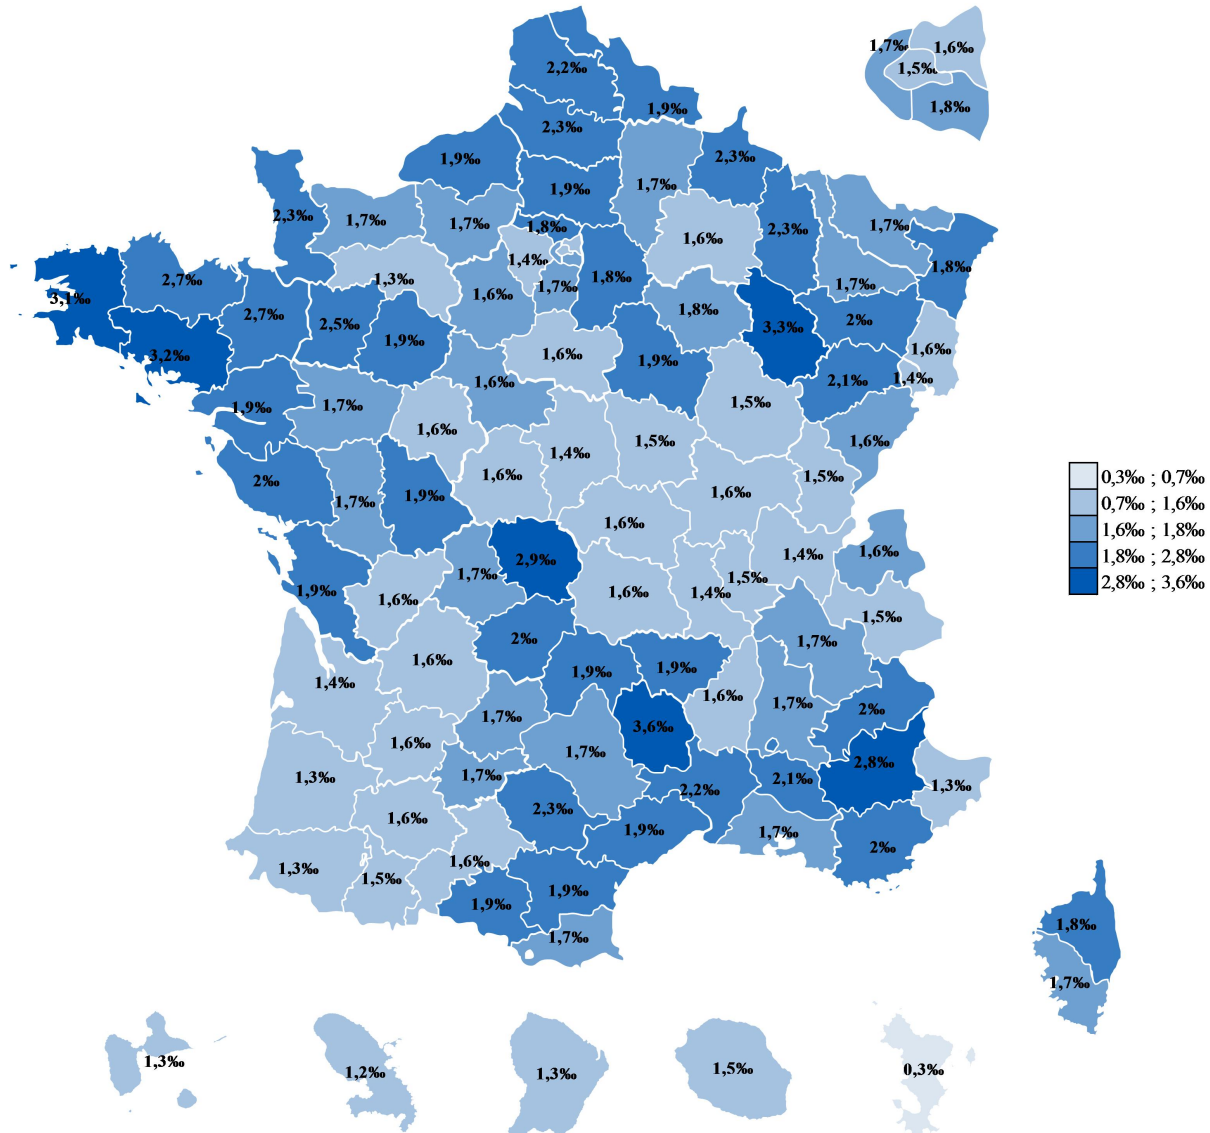 1,7‰ 1,6‰
2,2‰ 1,5‰
1,9‰ 1,8‰
2,3‰
1,9‰ 2,3‰
1,9‰ 1,7‰
2,3‰ 1,7‰ 1,7‰ 1,8‰ 1,6‰ 2,3‰ 1,7‰
1,4‰ 1,8‰
2,7‰ 1,3‰ 1,7‰ 1,8‰ 1,7‰
3,1‰ 1,6‰
2,7‰ 2,5‰ 1,8‰ 3,3‰ 2‰
3,2‰ 1,9‰ 1,6‰ 1,9‰ 1,6‰
1,6‰ 2,1‰ 1,4‰
1,9‰ 1,7‰ 1,5‰
1,6‰ 1,4‰ 1,5‰ 1,6‰
2‰ 1,6‰ 1,5‰
0,3‰ ; 0,7‰
1,7‰ 1,9‰ 1,6‰
0,7‰ ; 1,6‰
1,6‰
1,6‰ ; 1,8‰
2,9‰ 1,4‰ 1,6‰
1,8‰ ; 2,8‰
1,7‰ 1,5‰
2,8‰ ; 3,6‰
1,9‰ 1,6‰ 1,6‰ 1,4‰
1,5‰
2‰ 1,7‰
1,6‰ 1,9‰ 1,9‰
1,4‰ 1,6‰
1,7‰ 1,7‰ 2‰
3,6‰
1,6‰ 1,7‰
1,3‰ 1,7‰ 2,8‰
2,2‰ 2,1‰ 1,3‰
1,6‰ 2,3‰
1,9‰ 1,7‰
1,3‰ 1,6‰ 2‰
1,5‰ 1,9‰
1,9‰
1,7‰ 1,8‰
1,7‰
1,3‰ 1,2‰ 1,3‰ 1,5‰ 0,3‰